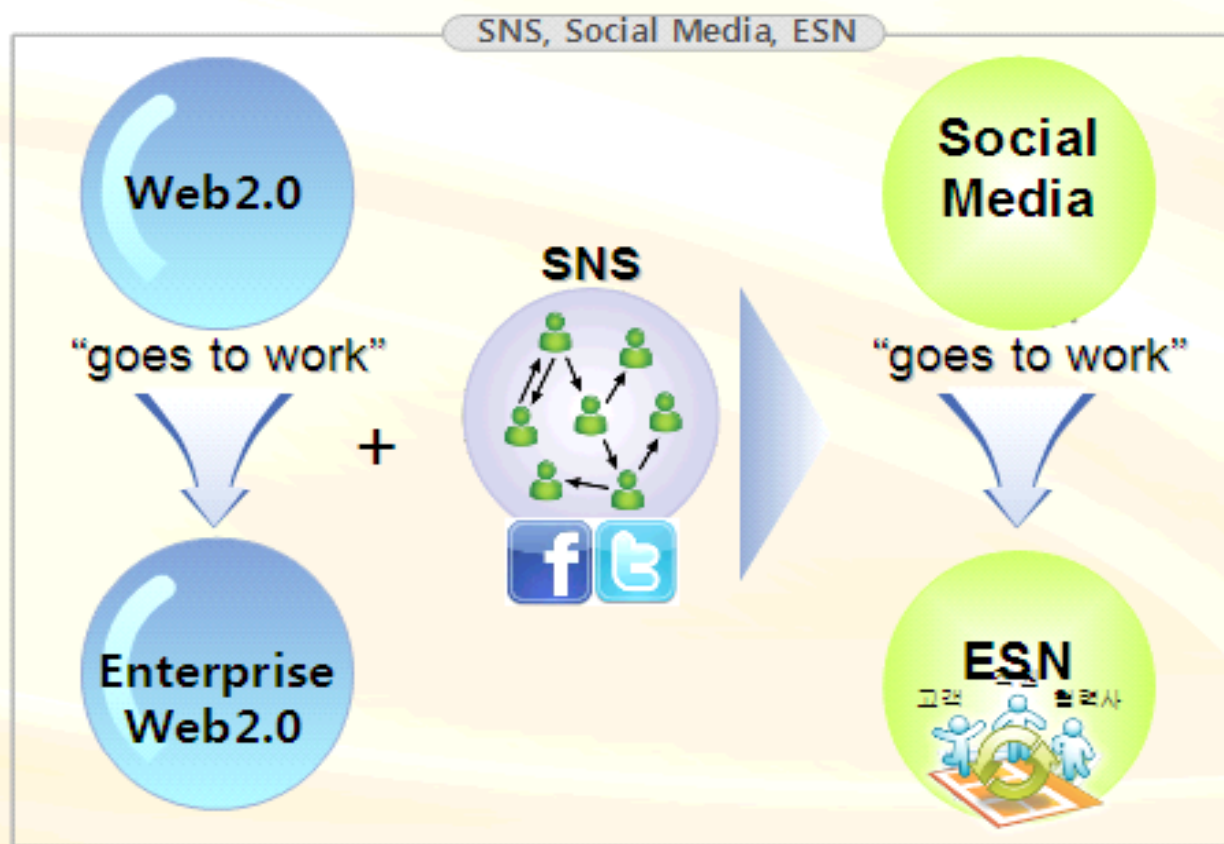 SNS, Social Media, ESN
Web2.0
"goes to work"
Enterprise
Web2.0
+
SNS
f
t
Social
Media
"goes to work"
ESN
고객
협력사